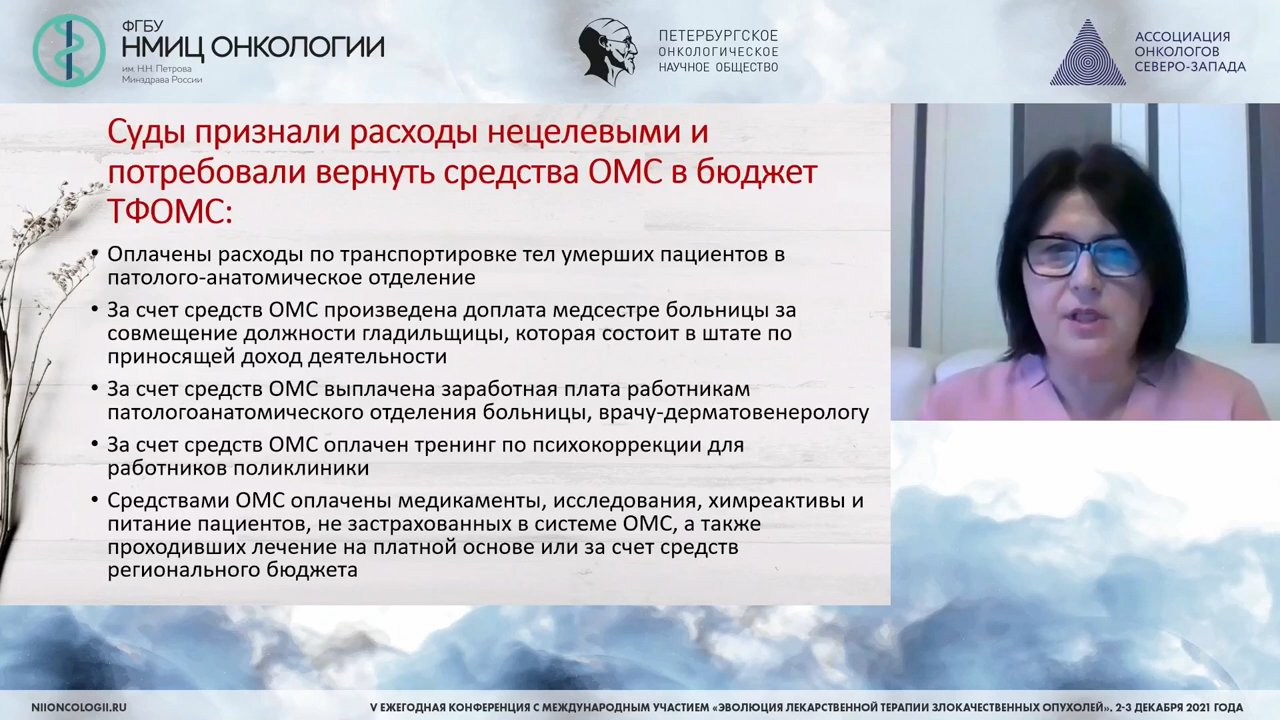 ФГБУ
НМИЦ ОНКОЛОГИИ
им. Н.Н. Петрова
Минздрава России
ПЕТЕРБУРГСКОЕ
ОНКОЛОГИЧЕСКОЕ
НАУЧНОЕ ОБЩЕСТВО
АССОЦИАЦИЯ
ОНКОЛОГОВ
СЕВЕРО-ЗАПАДА
Суды признали расходы нецелевыми и
потребовали вернуть средства ОМС в бюджет
ТФОМС:
• Оплачены расходы по транспортировке тел умерших пациентов в
патолого-анатомическое отделение
• За счет средств ОМС произведена доплата медсестре больницы за
совмещение должности гладильщицы, которая состоит в штате по
приносящей доход деятельности
• За счет средств ОМС выплачена заработная плата работникам
патологоанатомического отделения больницы, врачу-дерматовенерологу
• За счет средств ОМС оплачен тренинг по психокоррекции для
работников поликлиники
• Средствами ОМС оплачены медикаменты, исследования, химреактивы и
питание пациентов, не застрахованных в системе ОМС, а также
проходивших лечение на платной основе или за счет средств
регионального бюджета
NIIONCOLOGII.RU
V ЕЖЕГОДНАЯ КОНФЕРЕНЦИЯ С МЕЖДУНАРОДНЫМ УЧАСТИЕМ «ЭВОЛЮЦИЯ ЛЕКАРСТВЕННОЙ ТЕРАПИИ ЗЛОКАЧЕСТВЕННЫХ ОПУХОЛЕЙ». 2-3 ДЕКАБРЯ 2021 ГОДА